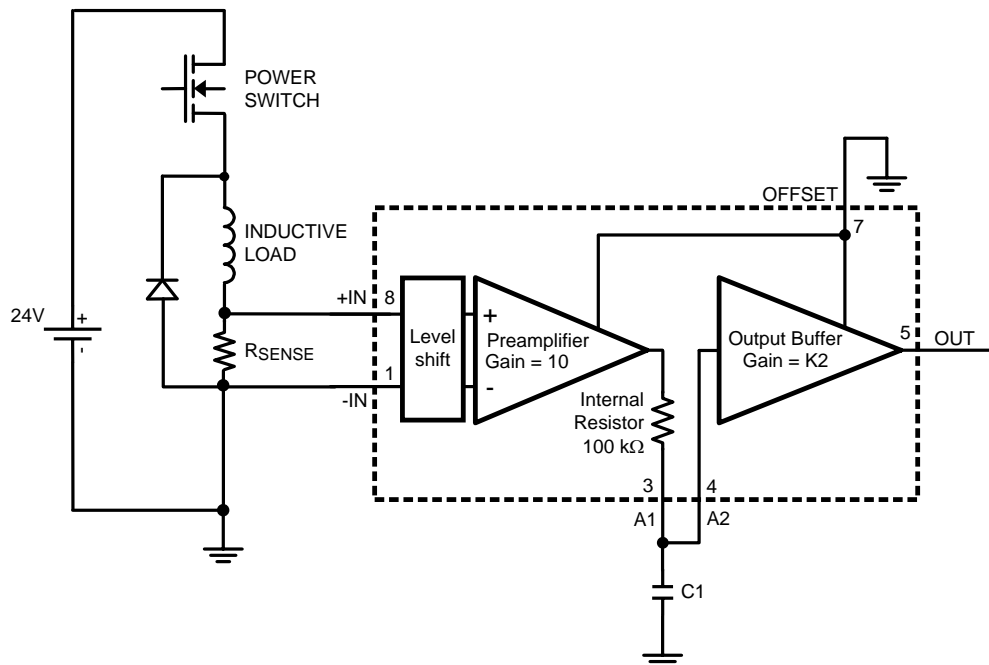 POWER
SWITCH
OFFSET
7
INDUCTIVE
LOAD
+IN
8
24V
+
-
RSENSE
Level
shift
+
-
Preamplifier
Gain = 10
Output Buffer
Gain = K2
5
OUT
1
-IN
Internal
Resistor
100 kΩ
3
4
A1
A2
C1